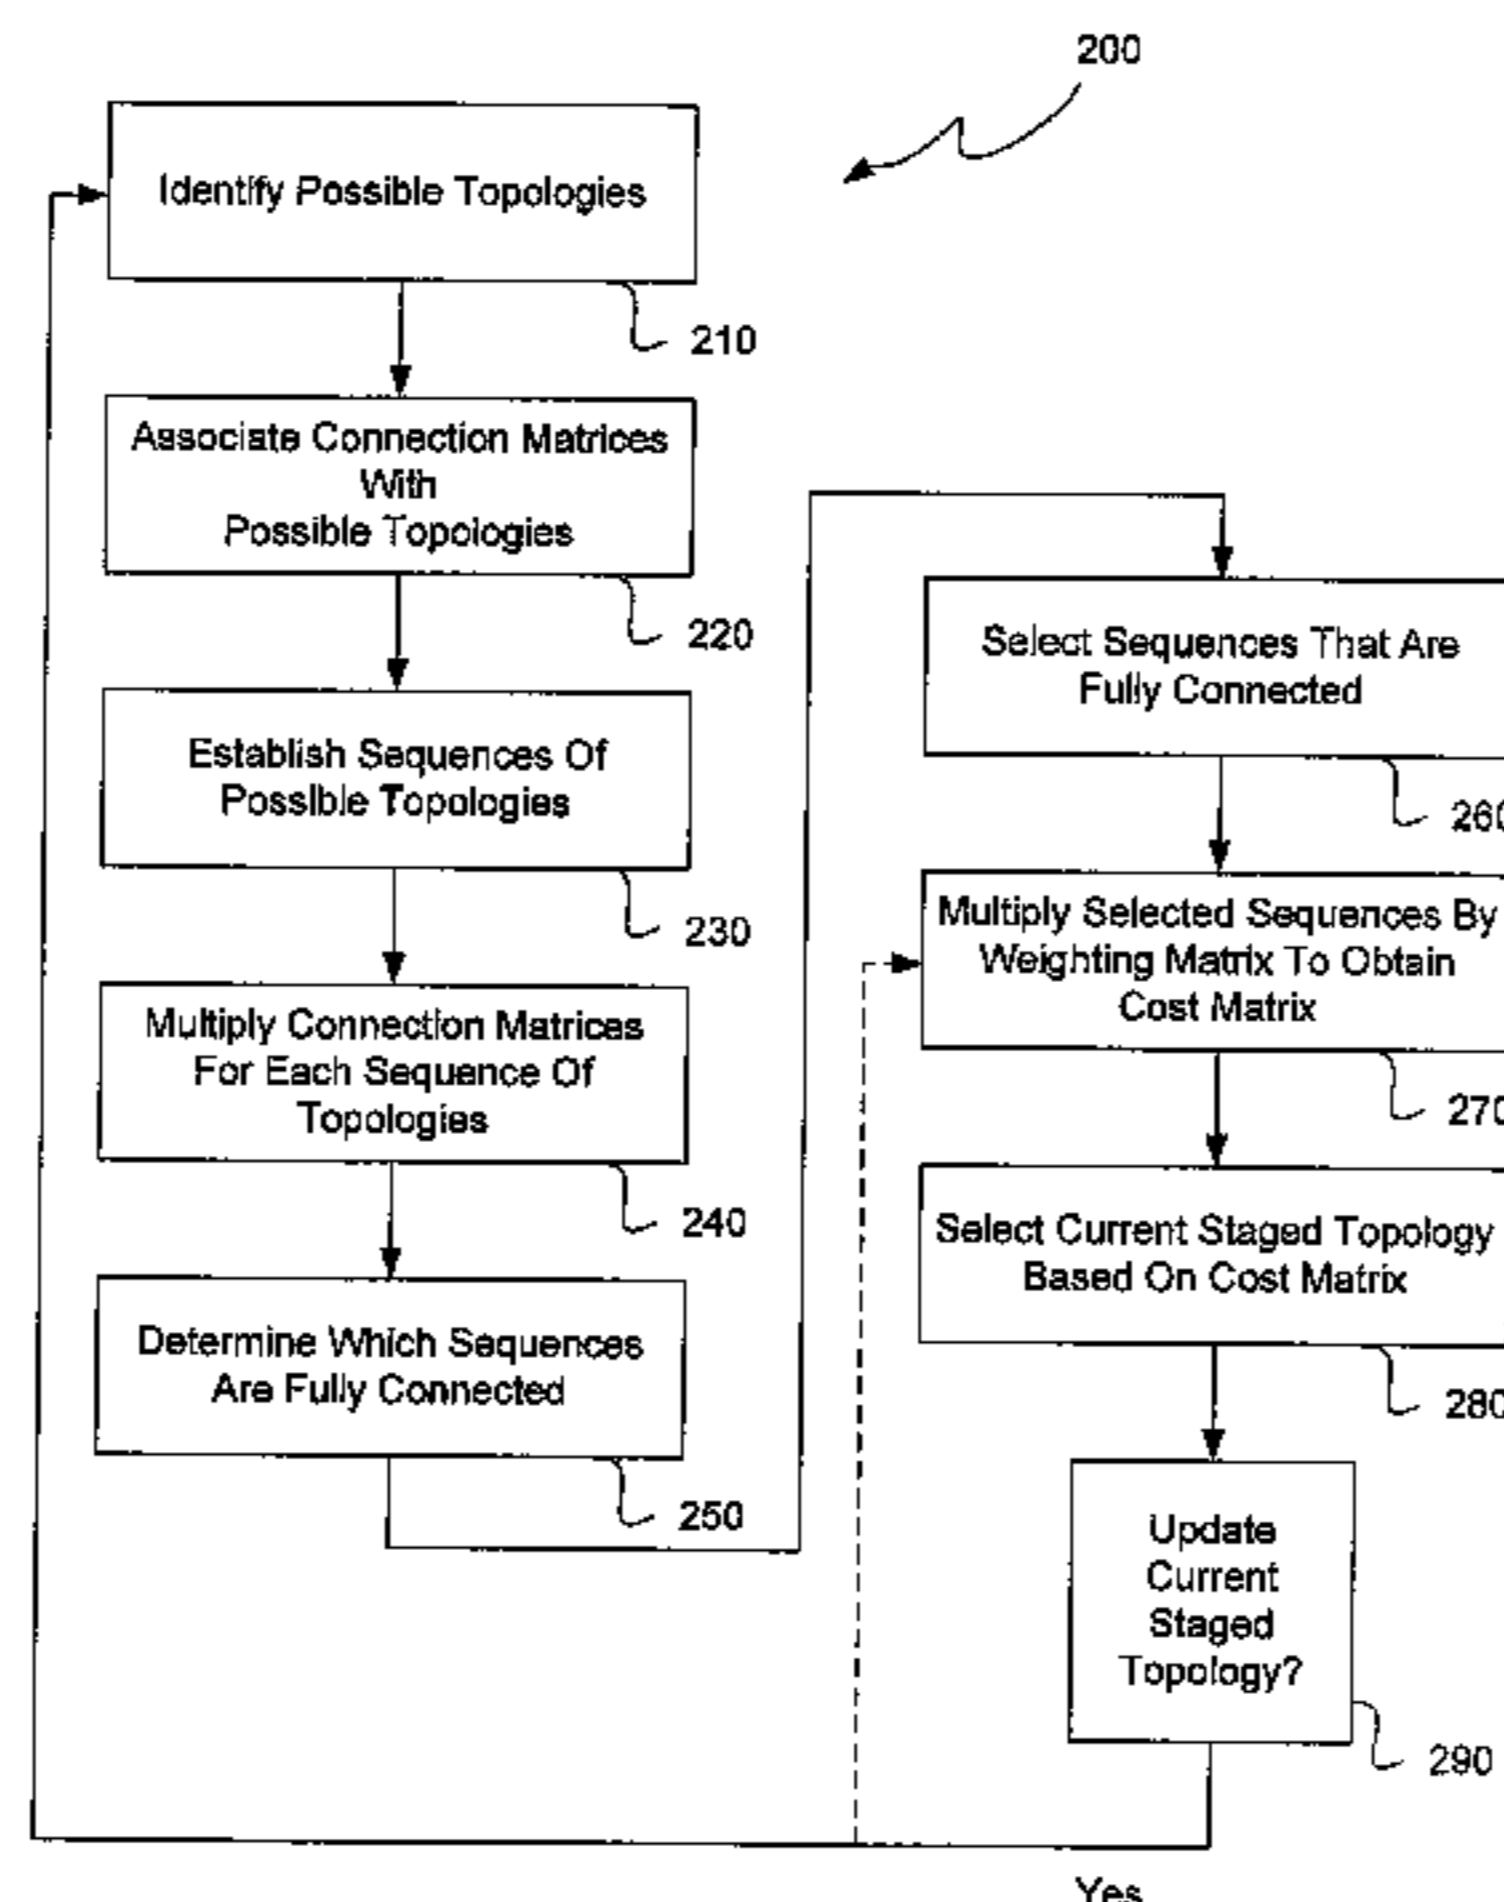 200
Identify Possible Topologies
210
Associate Connection Matrices
With
Possible Topologies
220
Establish Sequences Of
Possible Topologies
230
Multiply Connection Matrices
For Each Sequence Of
Topologies
240
Determine Which Sequences
Are Fully Connected
250
Select Sequences That Are
Fully Connected
260
Multiply Selected Sequences By
Weighting Matrix To Obtain
Cost Matrix
270
Select Current Staged Topology
Based On Cost Matrix
280
Update
Current
Staged
Topology?
290
Yes